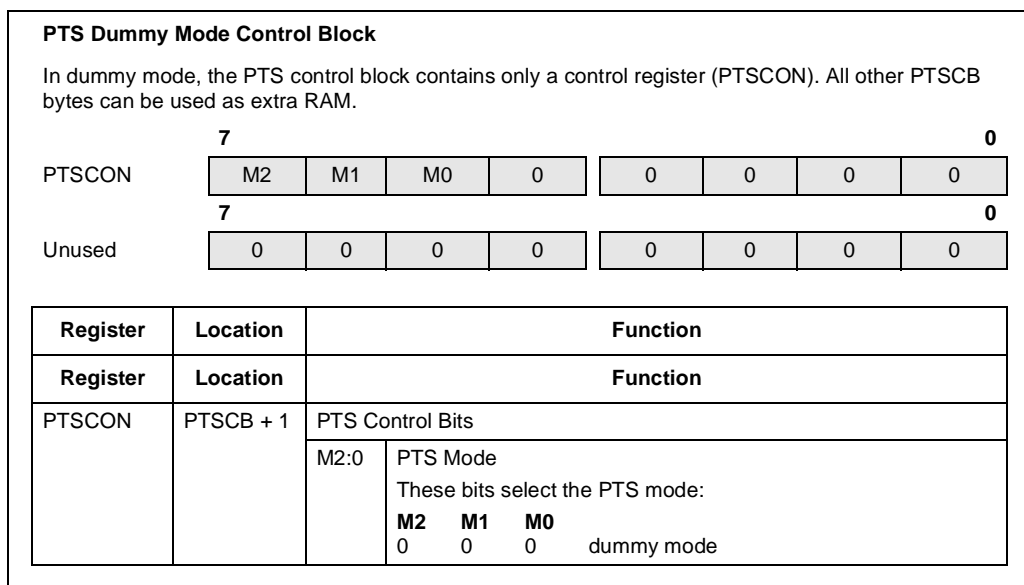 PTS Dummy Mode Control Block
In dummy mode, the PTS control block contains only a control register (PTSCON). All other PTSCB
bytes can be used as extra RAM.
7 0
PTSCON M2 M1 M0 0 0 0 0 0
7 0
Unused 0 0 0 0 0 0 0 0
Register Location Function
Register Location Function
PTSCON PTSCB + 1 PTS Control Bits
M2:0 PTS Mode
These bits select the PTS mode:
M2 M1 M0
0 0 0 dummy mode